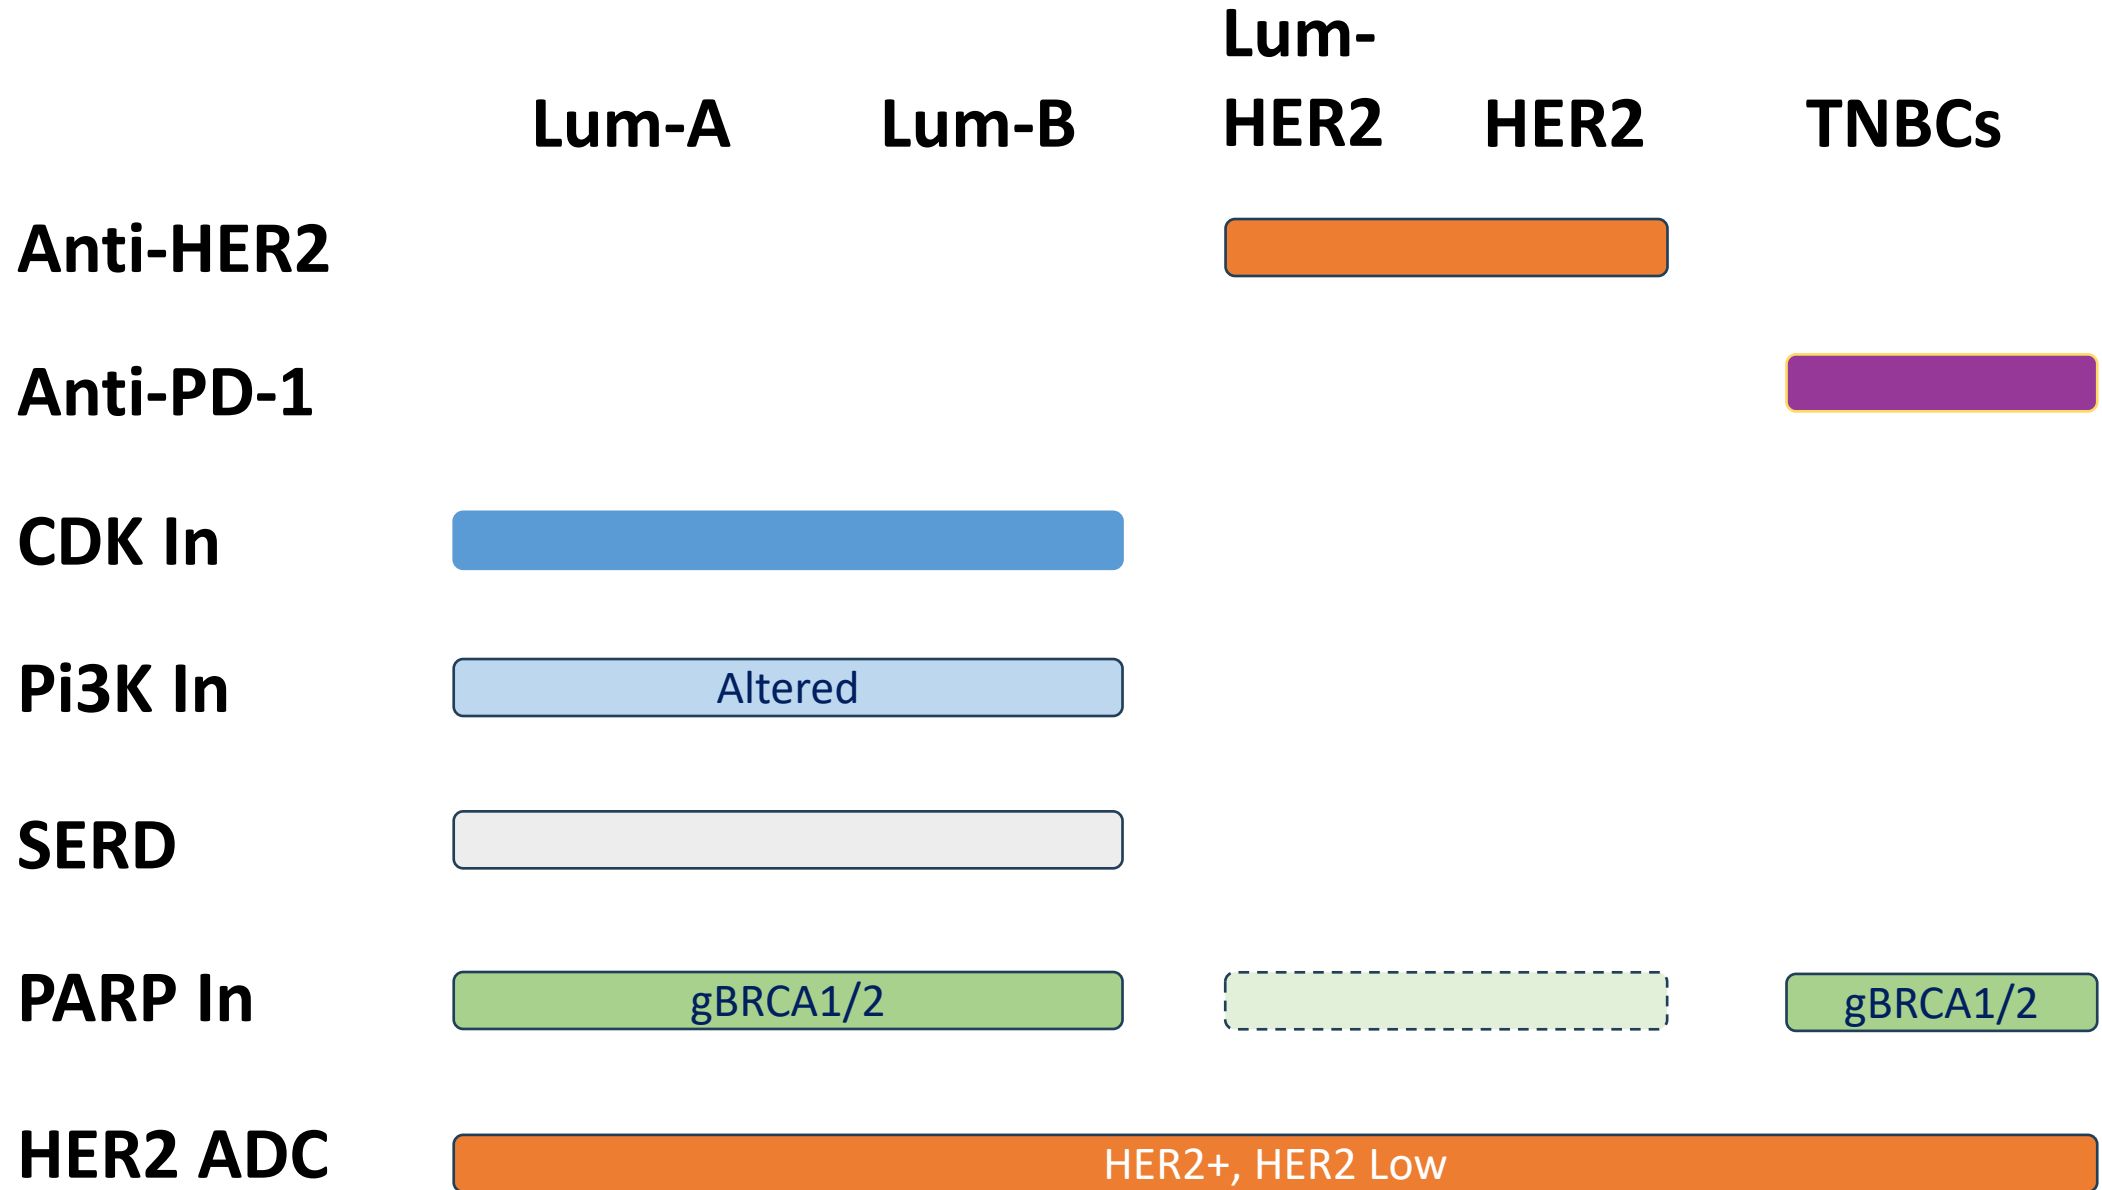 Lum-A Lum-B Lum-HER2 HER2 TNBCs
Anti-HER2
Anti-PD-1
CDK In
Pi3K In Altered
SERD
PARP In gBRCA1/2 gBRCA1/2
HER2 ADC HER2+, HER2 Low